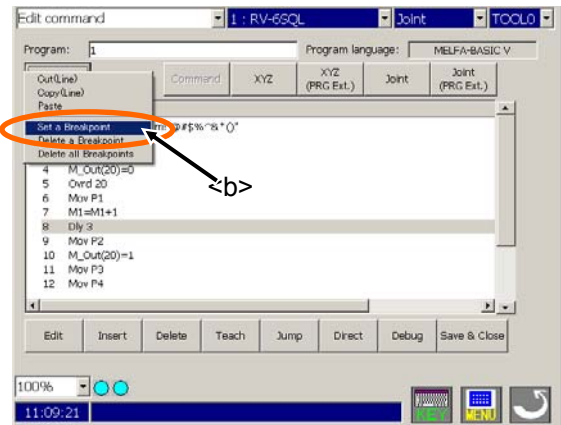 Edit command 1 : RV-6SQL Joint TOOL0
Program: 1 Program language: MELFA-BASIC V
Command XYZ XYZ (PRG Ext.) Joint Joint (PRG Ext.)
Cut(Line)
Copy(Line)
Paste
Set a Breakpoint
Delete a Breakpoint
Delete all Breakpoints
@#$%^&*()"
<b>
4 M_Out(20)=0
5 Ovrd 20
6 Mov P1
7 M1=M1+1
8 Dly 3
9 Mov P2
10 M_Out(20)=1
11 Mov P3
12 Mov P4
Edit Insert Delete Teach Jump Direct Debug Save & Close
100%
11:09:21 KEY MENU